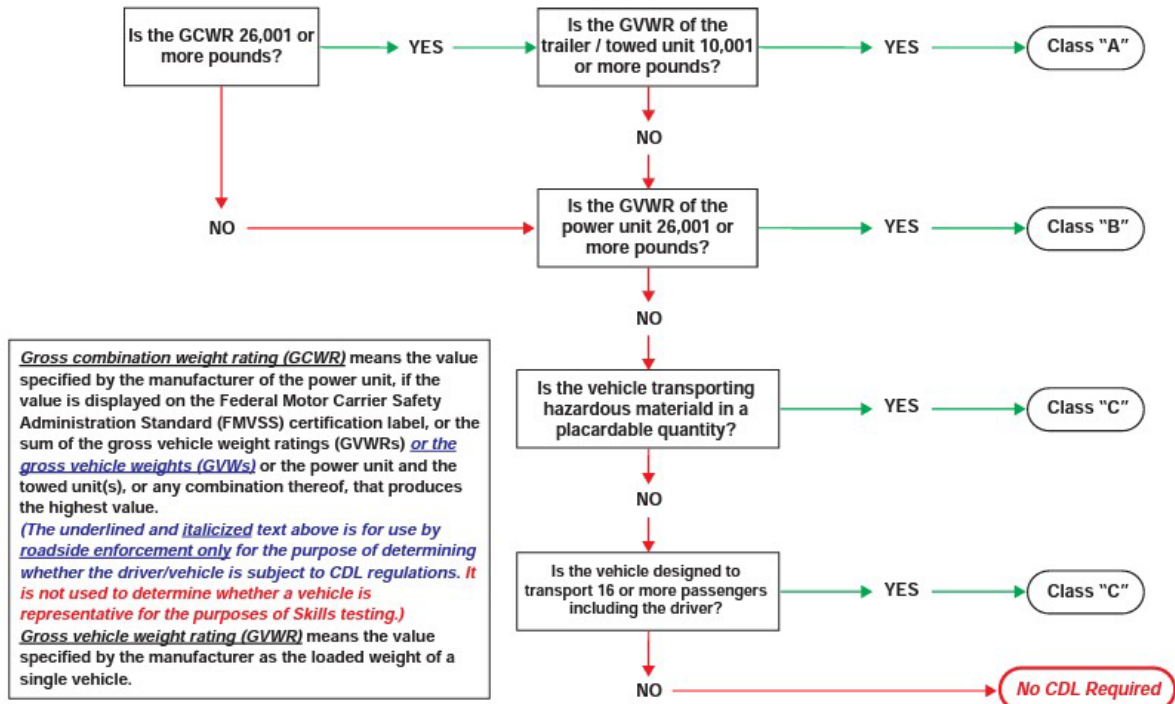 Is the GCWR 26,001 or
more pounds?
YES
Is the GVWR of the
trailer / towed unit 10,001
or more pounds?
YES
Class "A"
NO
NO
Is the GVWR of the
power unit 26,001 or
more pounds?
YES
Class "B"
NO
Is the vehicle transporting
hazardous materiald in a
placardable quantity?
YES
Class "C"
NO
Is the vehicle designed to
transport 16 or more passengers
including the driver?
YES
Class "C"
NO
No CDL Required
Gross combination weight rating (GCWR) means the value
specified by the manufacturer of the power unit, if the
value is displayed on the Federal Motor Carrier Safety
Administration Standard (FMVSS) certification label, or the
sum of the gross vehicle weight ratings (GVWRs) or the
gross vehicle weights (GVWs) or the power unit and the
towed unit(s), or any combination thereof, that produces
the highest value.
(The underlined and italicized text above is for use by
roadside enforcement only for the purpose of determining
whether the driver/vehicle is subject to CDL regulations. It
is not used to determine whether a vehicle is
representative for the purposes of Skills testing.)
Gross vehicle weight rating (GVWR) means the value
specified by the manufacturer as the loaded weight of a
single vehicle.